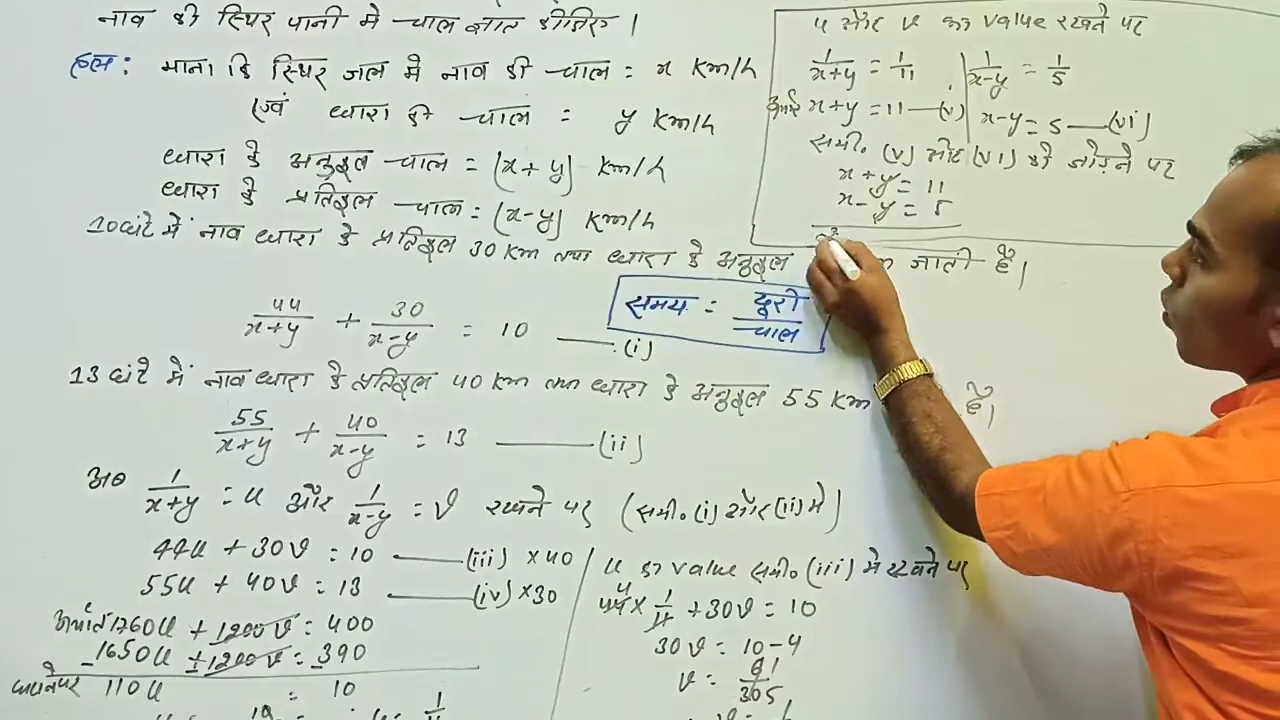 नाव की स्थिर पानी में चाल ज्ञात कीजिए।
हल: माना कि स्थिर जल में नाव की चाल = x Km/h
एवं धारा की चाल = y Km/h
धारा के अनुकूल चाल = (x+y) Km/h
धारा के प्रतिकूल चाल = (x-y) Km/h
10 घंटे में नाव धारा के प्रतिकूल 30 Km तथा धारा के अनुकूल जाती है।
44/(x+y) + 30/(x-y) = 10 —— (i)
समय = दूरी/चाल
13 घंटे में नाव धारा के प्रतिकूल 40 Km तथा धारा के अनुकूल 55 Km है।
55/(x+y) + 40/(x-y) = 13 —— (ii)
अब 1/(x+y) = u और 1/(x-y) = v रखने पर (समी० (i) और (ii) में)
44u + 30v = 10 —— (iii) ×40
55u + 40v = 13 —— (iv) ×30
अर्थात 1760u + 1200v = 400
-1650u ± 1200v = -390
घटाने पर 110u = 10
u का value समी० (iii) में रखने पर
44 × 1/11 + 30v = 10
30v = 10-4
v = 6/30
u और v का value रखने पर
1/(x+y) = 1/11 | 1/(x-y) = 1/5
अर्थात x+y = 11 —(v) | x-y = 5 —(vi)
समी० (v) और (vi) को जोड़ने पर
x+y = 11
x-y = 5